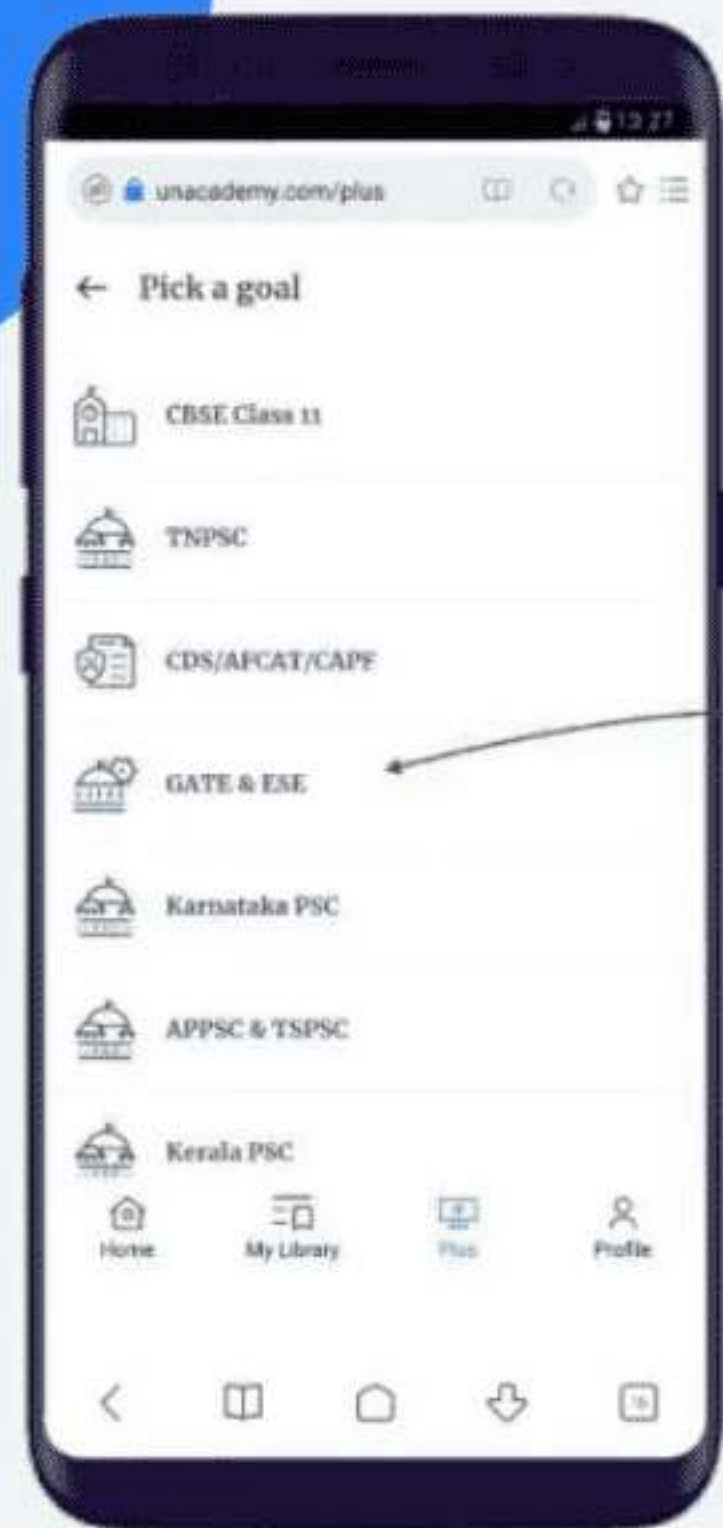 13:27
unacademy.com/plus
← Pick a goal
CBSE Class 11
TNPSC
CDS/AFCAT/CAPF
GATE & ESE
Karnataka PSC
APPSC & TSPSC
Kerala PSC
Home My Library Plus Profile